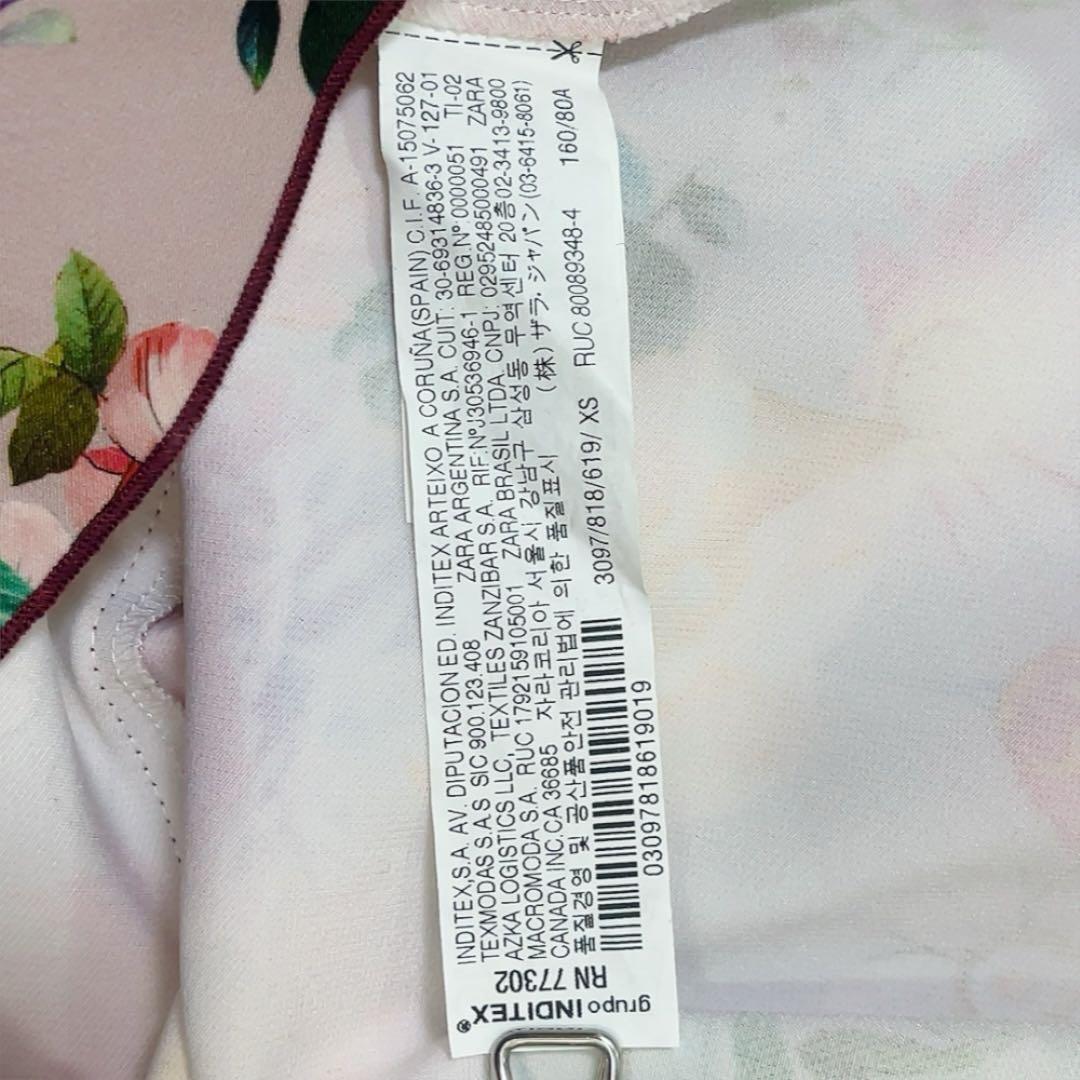 grupo INDITEX®
RN 77302
INDITEX,S.A. AV. DIPUTACION ED. INDITEX ARTEIXO A CORUÑA(SPAIN) C.I.F. A-15075062
TEXMODAS S.A.S SIC 900.123.408 ZARA ARGENTINA S.A. CUIT: 30-69314836-3 V-127-01
AZKA LOGISTICS LLC, TEXTILES ZANZIBAR S.A. RIF:NºJ30536946-1 REG.Nº 0000051 TI-02
MACROMODA S.A. RUC 1792159105001 ZARA BRASIL LTDA, CNPJ: 02952485000491 ZARA
CANADA INC.CA 36685 자라코리아 서울시 강남구 삼성동 무역센터 20층02-3413-9800
품질경영 및 공산품안전 관리법에 의한 품질표시 (株)ザラ·ジャパン(03-6415-8061)
3097/818/619/ XS RUC 80089348-4 160/80A
03097818619019